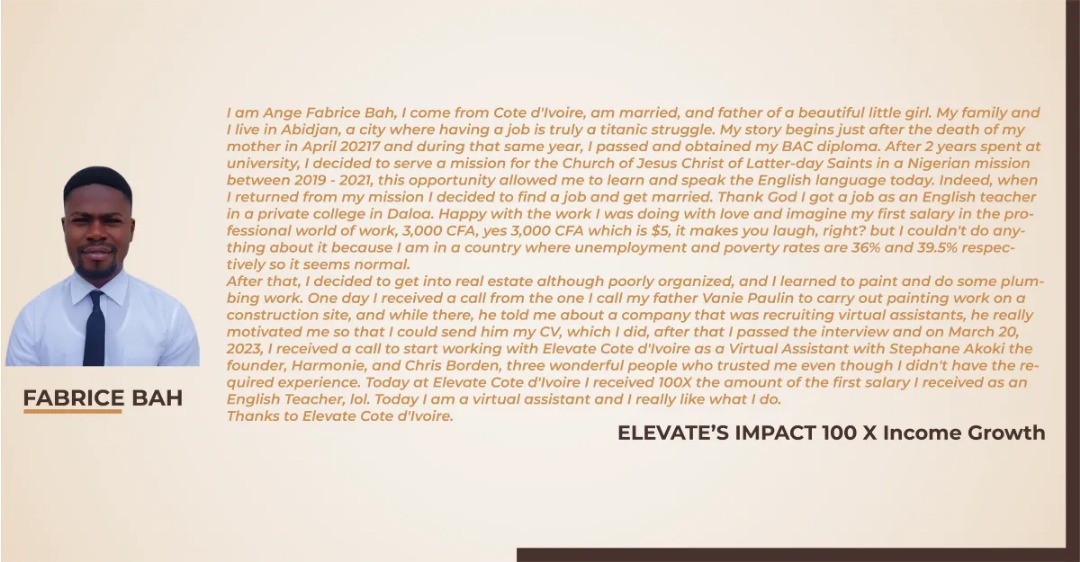 I am Ange Fabrice Bah, I come from Cote d'Ivoire, am married, and father of a beautiful little girl. My family and
I live in Abidjan, a city where having a job is truly a titanic struggle. My story begins just after the death of my
mother in April 20217 and during that same year, I passed and obtained my BAC diploma. After 2 years spent at
university, I decided to serve a mission for the Church of Jesus Christ of Latter-day Saints in a Nigerian mission
between 2019 - 2021, this opportunity allowed me to learn and speak the English language today. Indeed, when
I returned from my mission I decided to find a job and get married. Thank God I got a job as an English teacher
in a private college in Daloa. Happy with the work I was doing with love and imagine my first salary in the pro-
fessional world of work, 3,000 CFA, yes 3,000 CFA which is $5, it makes you laugh, right? but I couldn't do any-
thing about it because I am in a country where unemployment and poverty rates are 36% and 39.5% respec-
tively so it seems normal.
After that, I decided to get into real estate although poorly organized, and I learned to paint and do some plum-
bing work. One day I received a call from the one I call my father Vanie Paulin to carry out painting work on a
construction site, and while there, he told me about a company that was recruiting virtual assistants, he really
motivated me so that I could send him my CV, which I did, after that I passed the interview and on March 20,
2023, I received a call to start working with Elevate Cote d'Ivoire as a Virtual Assistant with Stephane Akoki the
founder, Harmonie, and Chris Borden, three wonderful people who trusted me even though I didn't have the re-
quired experience. Today at Elevate Cote d'Ivoire I received 100X the amount of the first salary I received as an
English Teacher, lol. Today I am a virtual assistant and I really like what I do.
Thanks to Elevate Cote d'Ivoire.
FABRICE BAH
ELEVATE'S IMPACT 100 X Income Growth